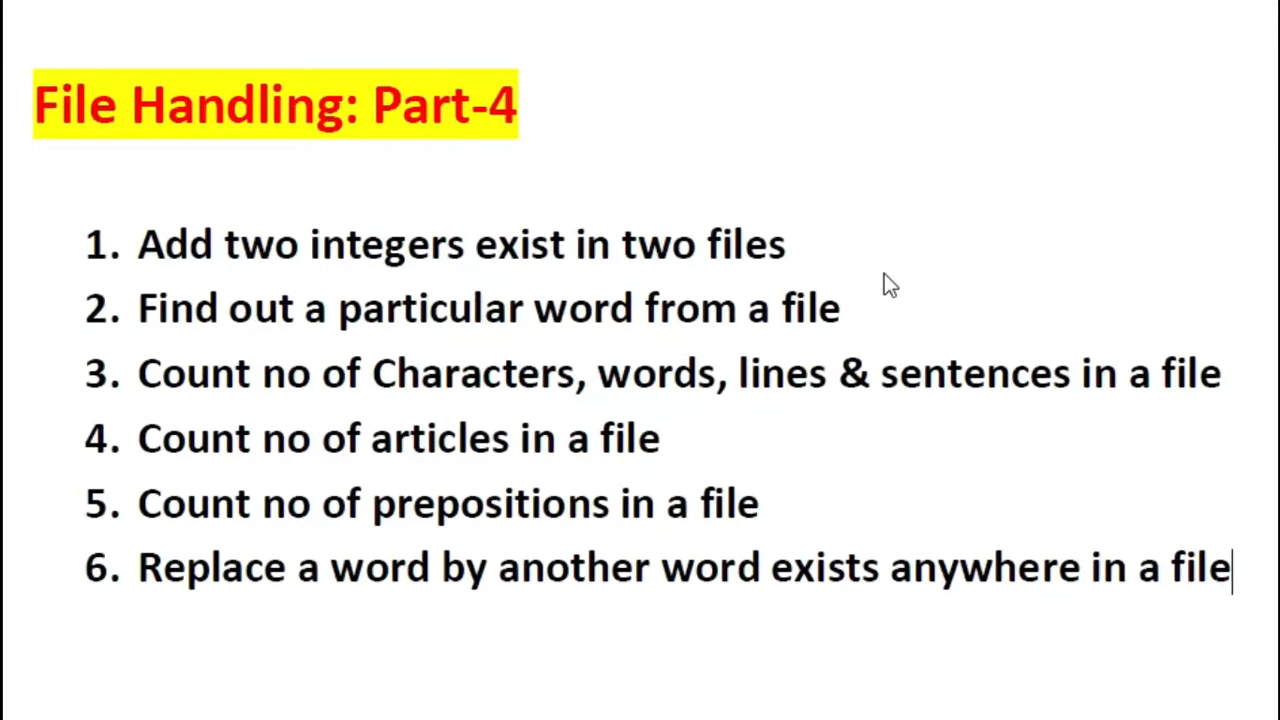 File Handling: Part-4
1. Add two integers exist in two files
2. Find out a particular word from a file
3. Count no of Characters, words, lines & sentences in a file
4. Count no of articles in a file
5. Count no of prepositions in a file
6. Replace a word by another word exists anywhere in a file